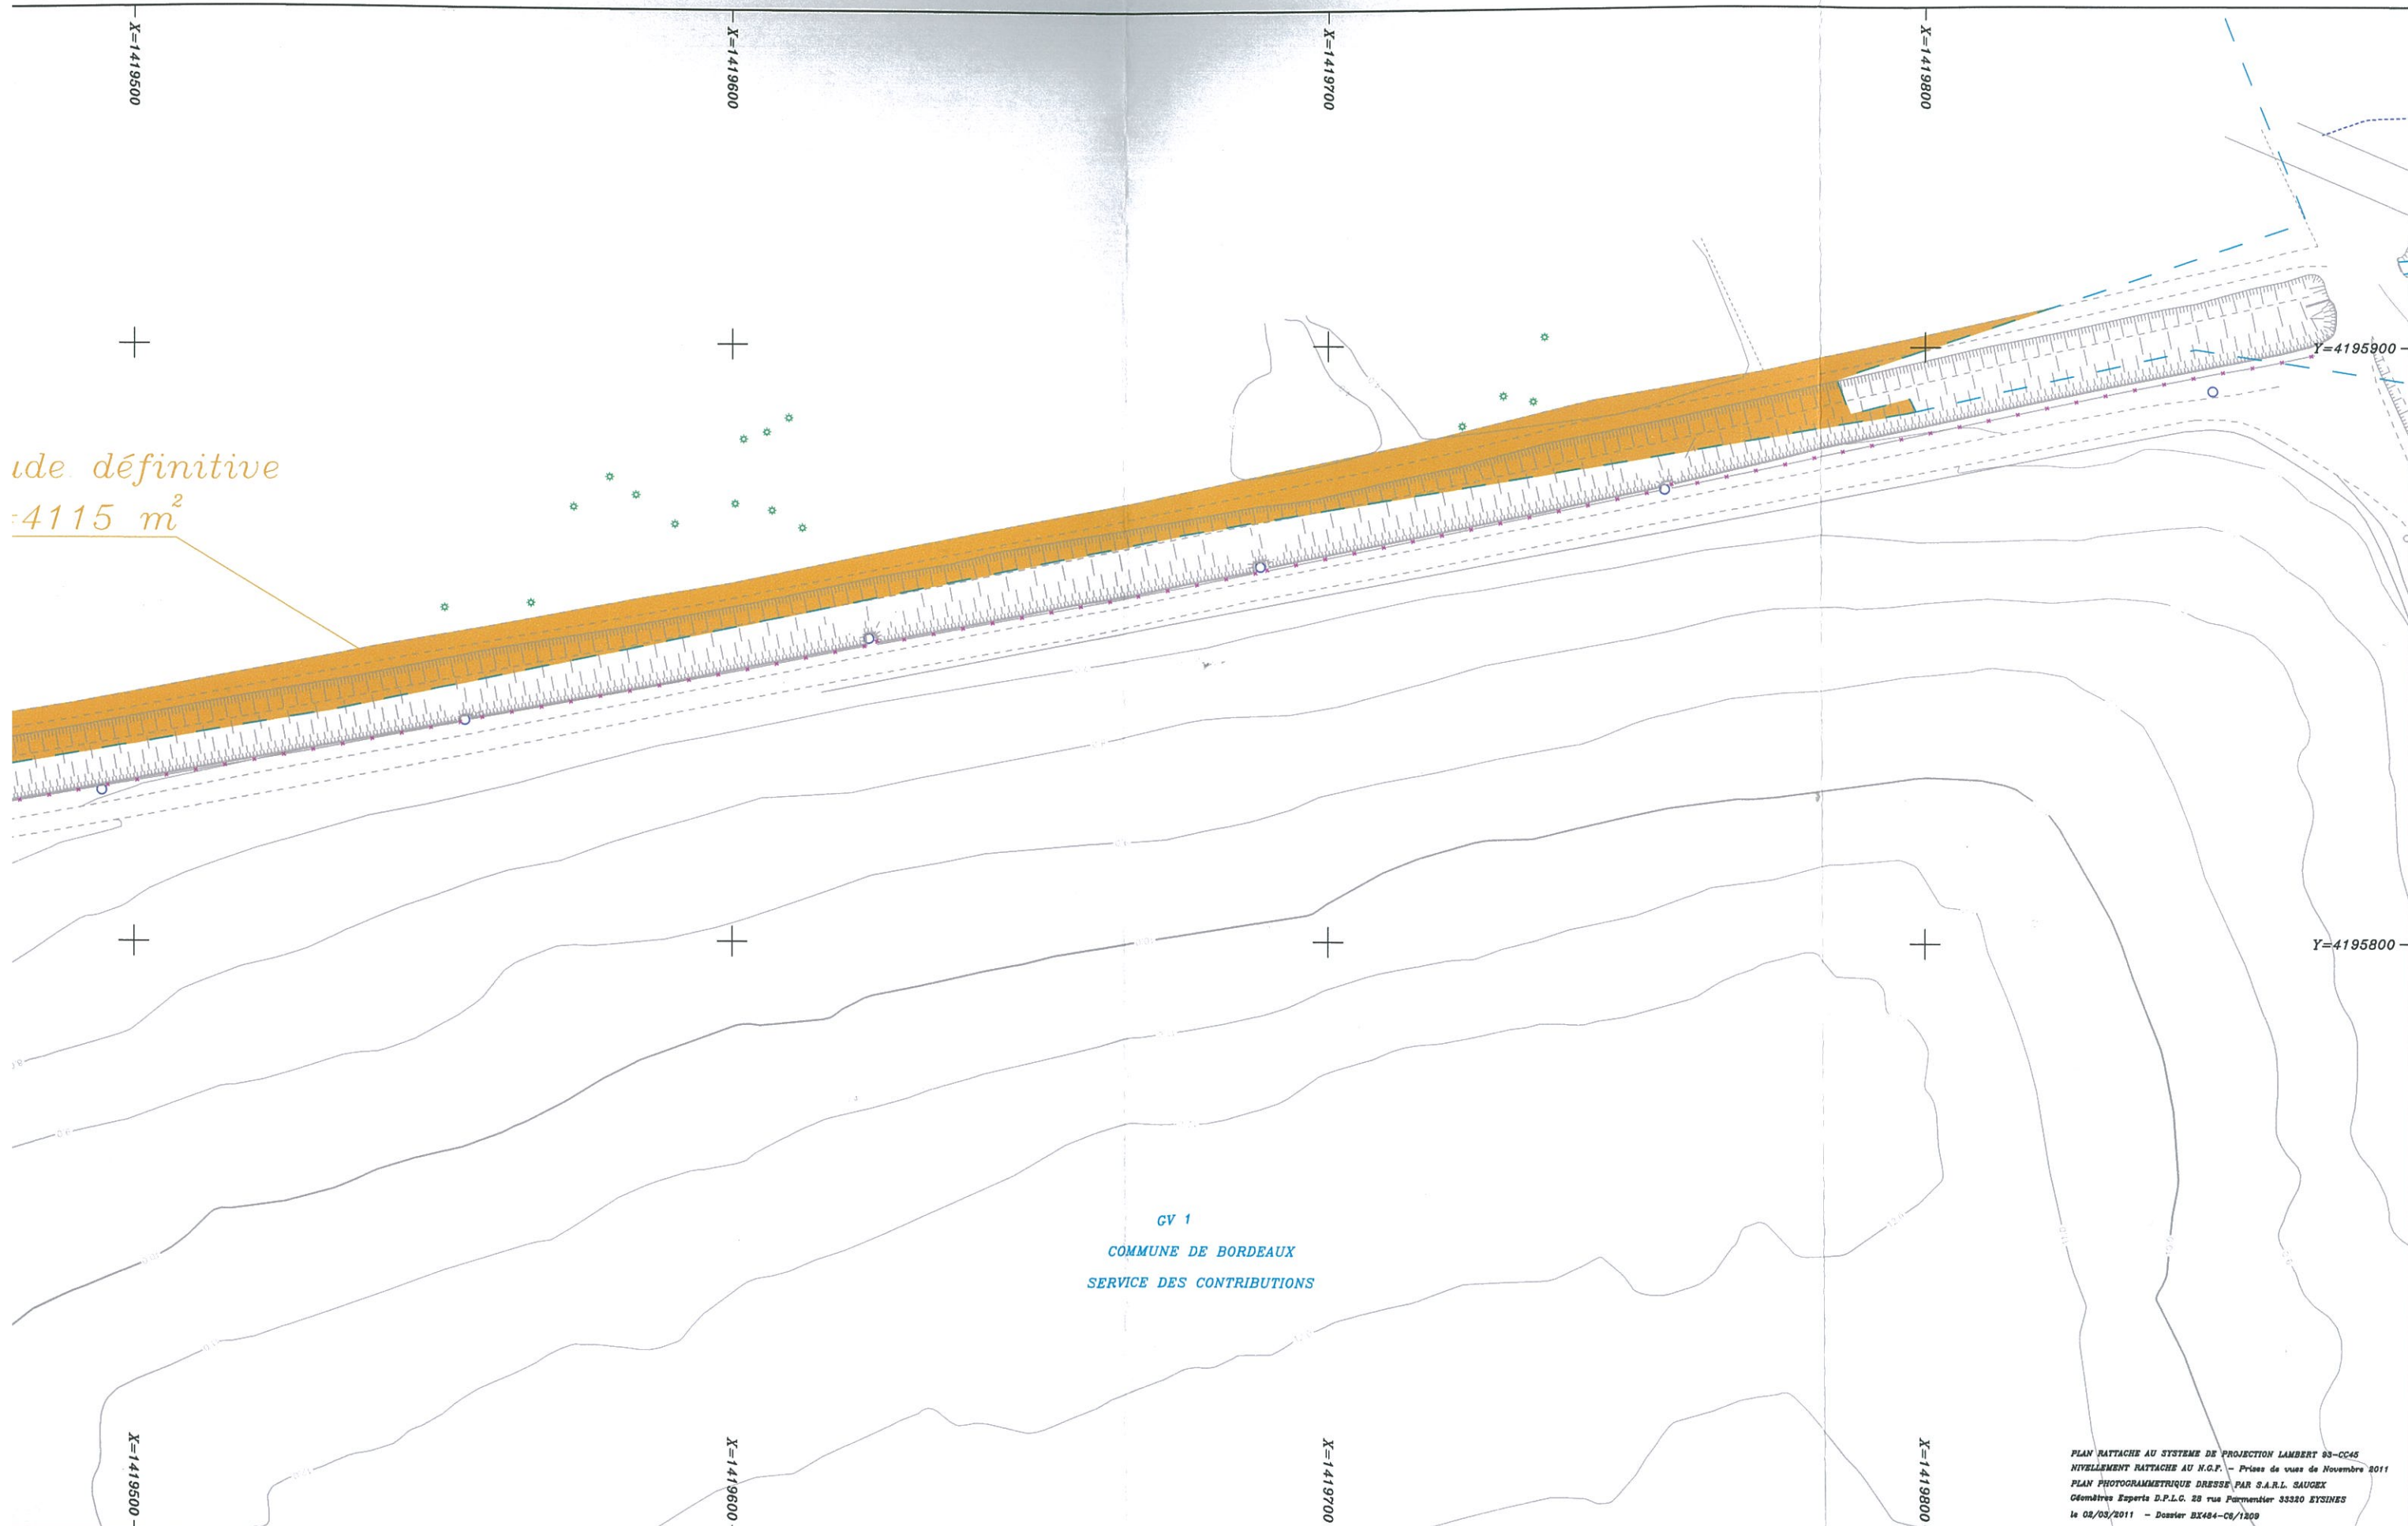 X=1419500
X=1419600
X=1419700
X=1419800
Y=4195900
définitive
4115 m²
Y=4195800
GV 1
COMMUNE DE BORDEAUX
SERVICE DES CONTRIBUTIONS
X=1419500
X=1419600
X=1419700
X=1419800
PLAN RATTACHE AU SYSTEME DE PROJECTION LAMBERT 93-CC45
NIVELLEMENT RATTACHE AU N.G.F. - Prises de vues de Novembre 2011
PLAN PHOTOGRAMMETRIQUE DRESSE PAR S.A.R.L. SAUGEX
Géomètres Experts D.P.L.G. 28 rue Parmentier 33320 EYSINES
le 02/03/2011 - Dossier BX484-C6/1209